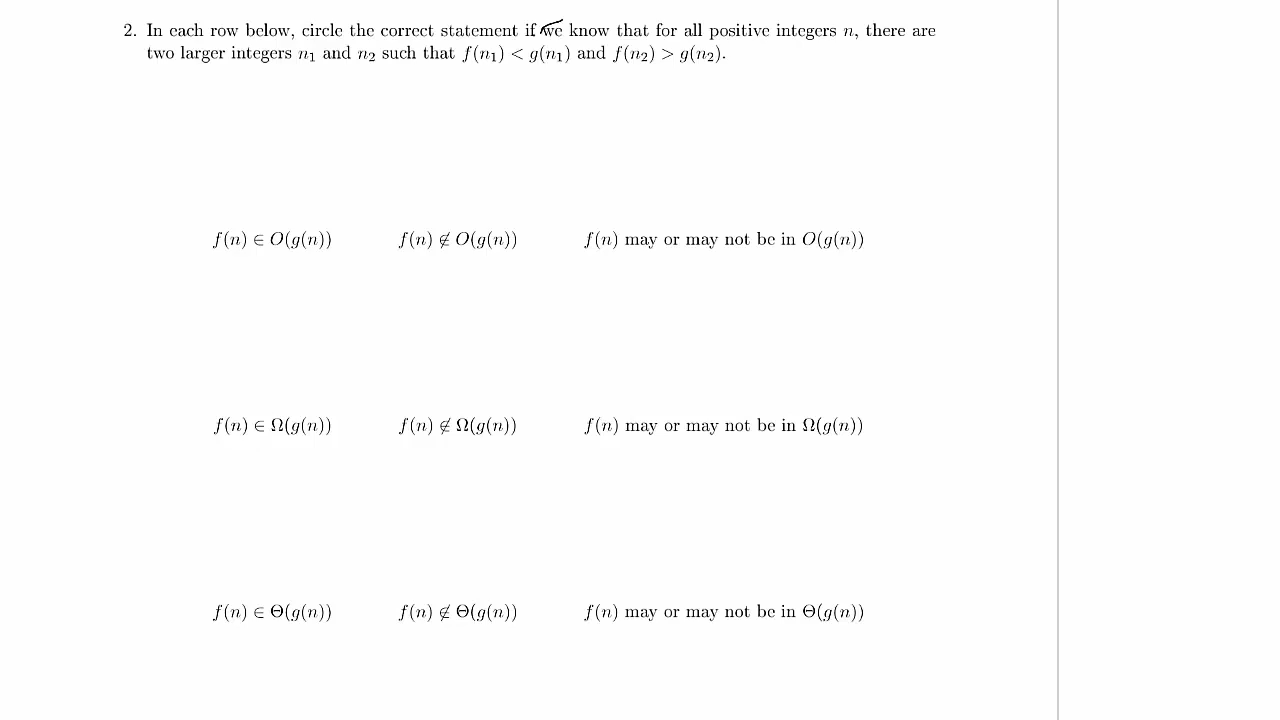 2. In each row below, circle the correct statement if we know that for all positive integers n, there are
two larger integers n₁ and n₂ such that f(n₁) < g(n₁) and f(n₂) > g(n₂).
f(n) ∈ O(g(n)) f(n) ∉ O(g(n)) f(n) may or may not be in O(g(n))
f(n) ∈ Ω(g(n)) f(n) ∉ Ω(g(n)) f(n) may or may not be in Ω(g(n))
f(n) ∈ Θ(g(n)) f(n) ∉ Θ(g(n)) f(n) may or may not be in Θ(g(n))